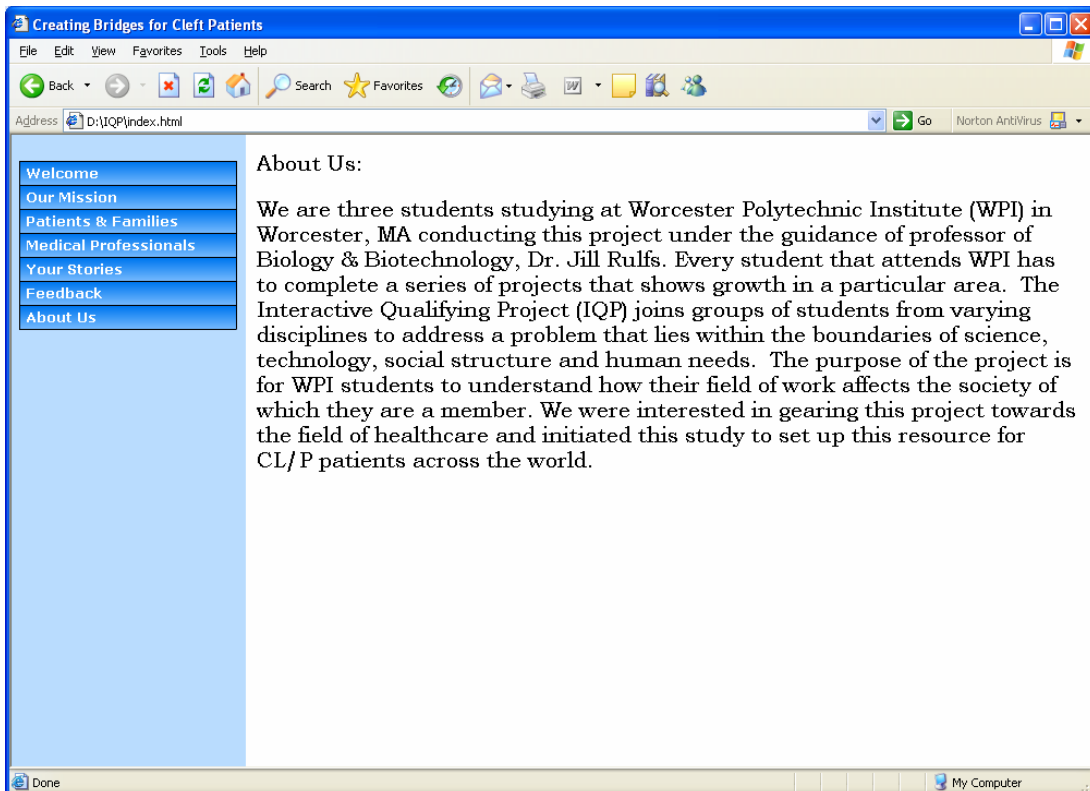 Creating Bridges for Cleft Patients
File Edit View Favorites Tools Help
Back Search Favorites
Address D:\IQP\index.html Go Norton AntiVirus
Welcome
Our Mission
Patients & Families
Medical Professionals
Your Stories
Feedback
About Us
About Us:
We are three students studying at Worcester Polytechnic Institute (WPI) in
Worcester, MA conducting this project under the guidance of professor of
Biology & Biotechnology, Dr. Jill Rulfs. Every student that attends WPI has
to complete a series of projects that shows growth in a particular area. The
Interactive Qualifying Project (IQP) joins groups of students from varying
disciplines to address a problem that lies within the boundaries of science,
technology, social structure and human needs. The purpose of the project is
for WPI students to understand how their field of work affects the society of
which they are a member. We were interested in gearing this project towards
the field of healthcare and initiated this study to set up this resource for
CL/P patients across the world.
Done My Computer